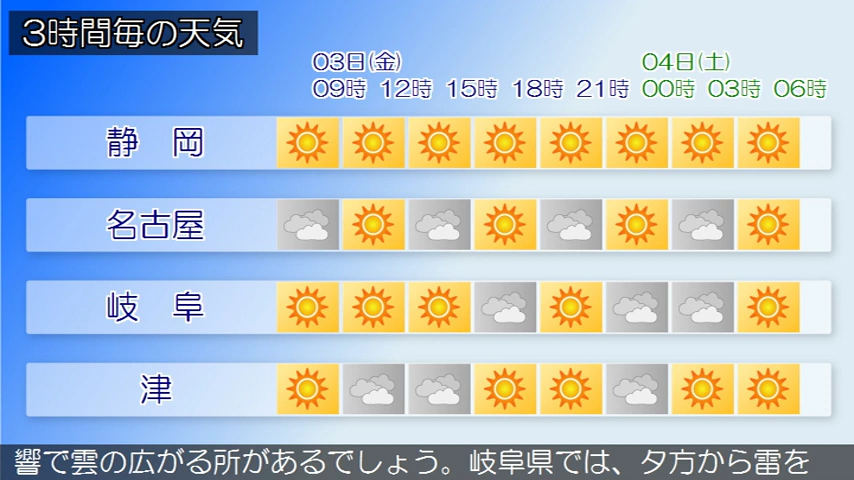 3時間毎の天気
03日(金) 04日(土)
09時 12時 15時 18時 21時 00時 03時 06時
静 岡
名古屋
岐 阜
津
響で雲の広がる所があるでしょう。岐阜県では、夕方から雷を